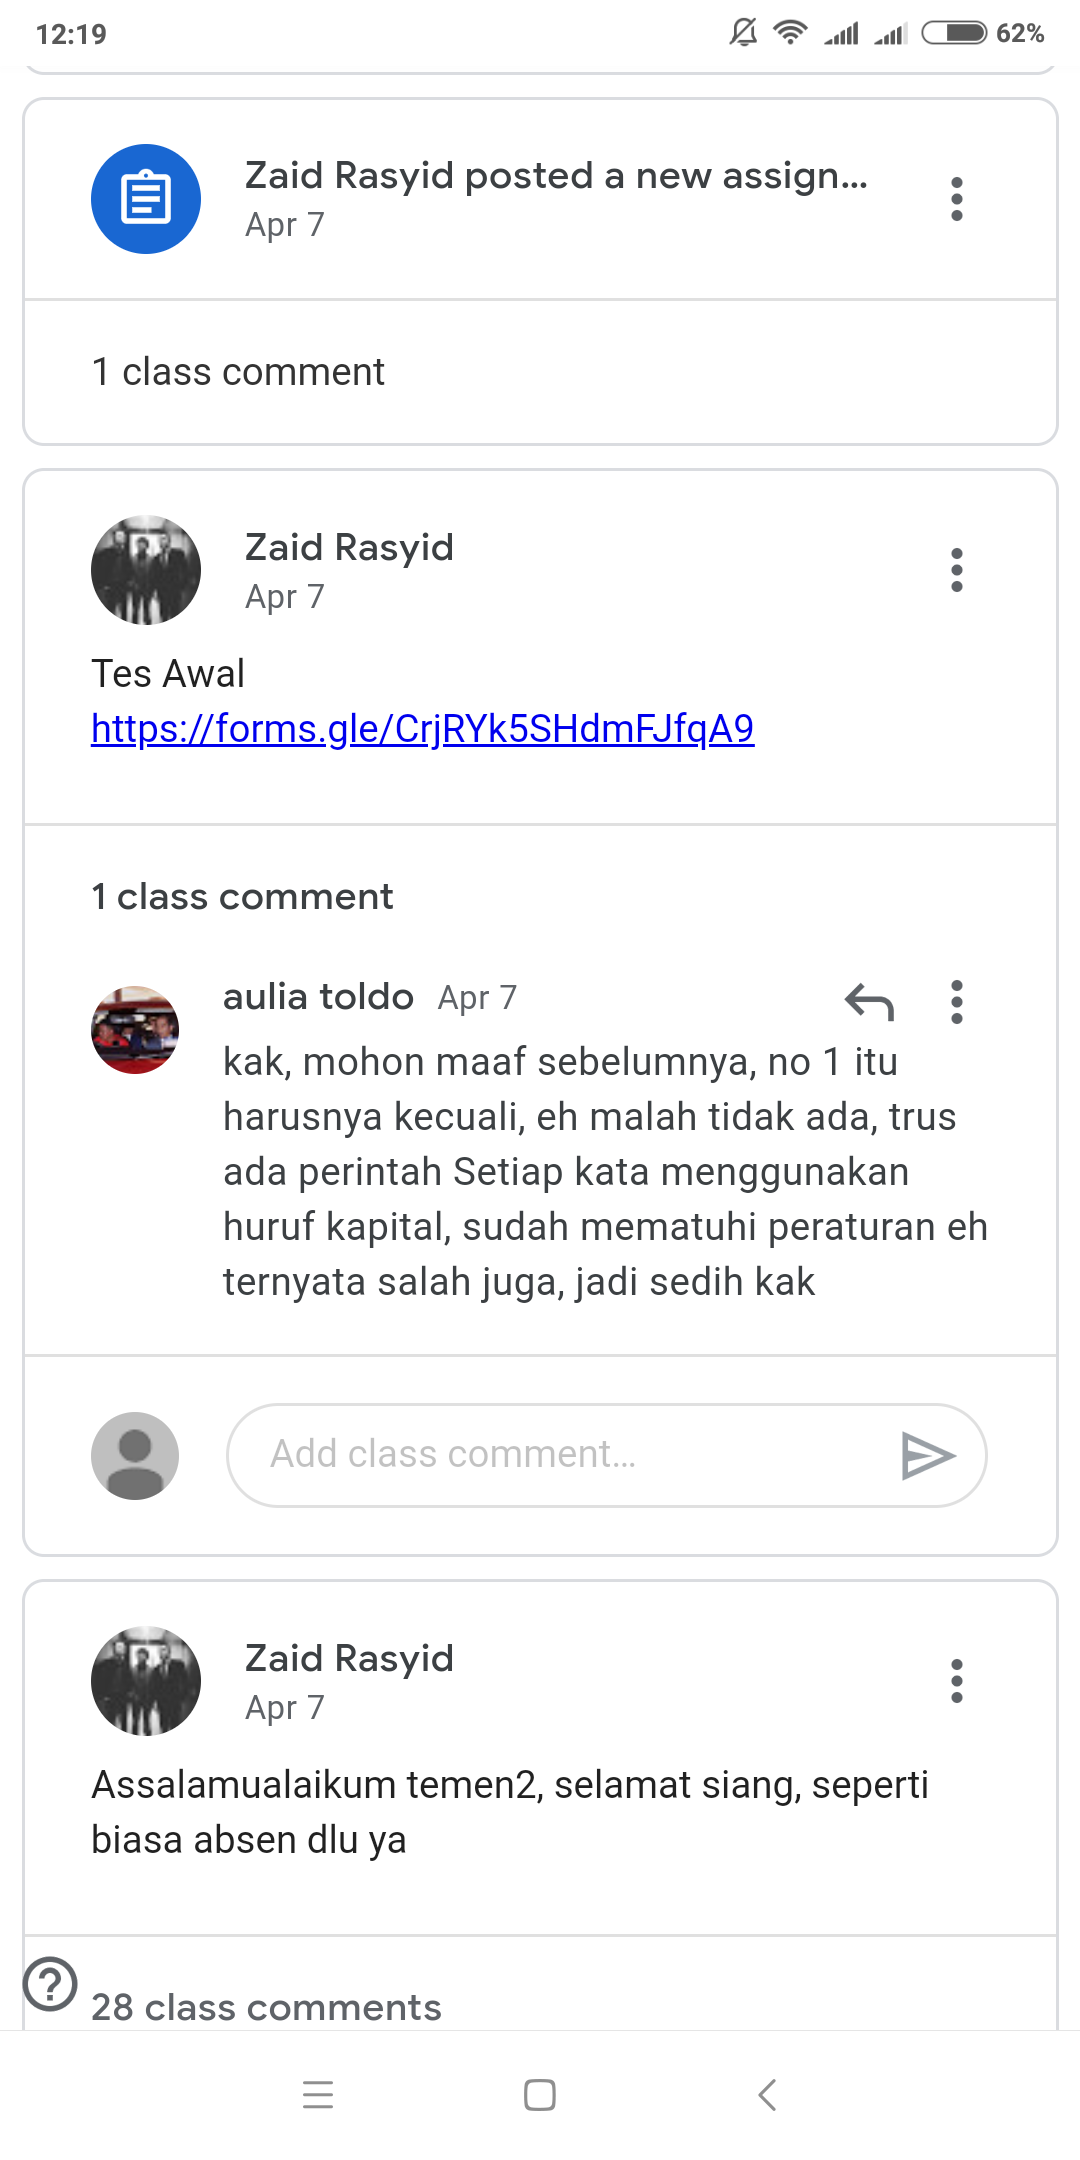 12:19
62%
Zaid Rasyid posted a new assign...
Apr 7
1 class comment
Zaid Rasyid
Apr 7
Tes Awal
https://forms.gle/CrjRYk5SHdmFJfqA9
1 class comment
aulia toldo Apr 7
kak, mohon maaf sebelumnya, no 1 itu
harusnya kecuali, eh malah tidak ada, trus
ada perintah Setiap kata menggunakan
huruf kapital, sudah mematuhi peraturan eh
ternyata salah juga, jadi sedih kak
Add class comment...
Zaid Rasyid
Apr 7
Assalamualaikum temen2, selamat siang, seperti
biasa absen dlu ya
28 class comments